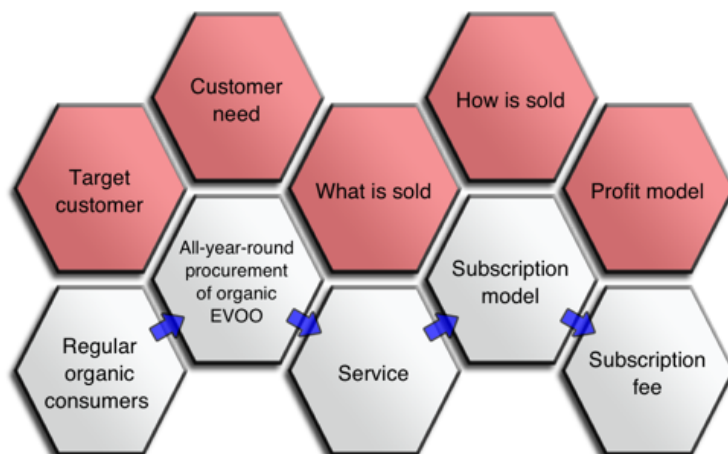 Customer
need
How is sold
Target
customer
What is sold
Profit model
All-year-round
procurement
of organic
EVOO
Subscription
model
Regular
organic
consumers
Service
Subscription
fee